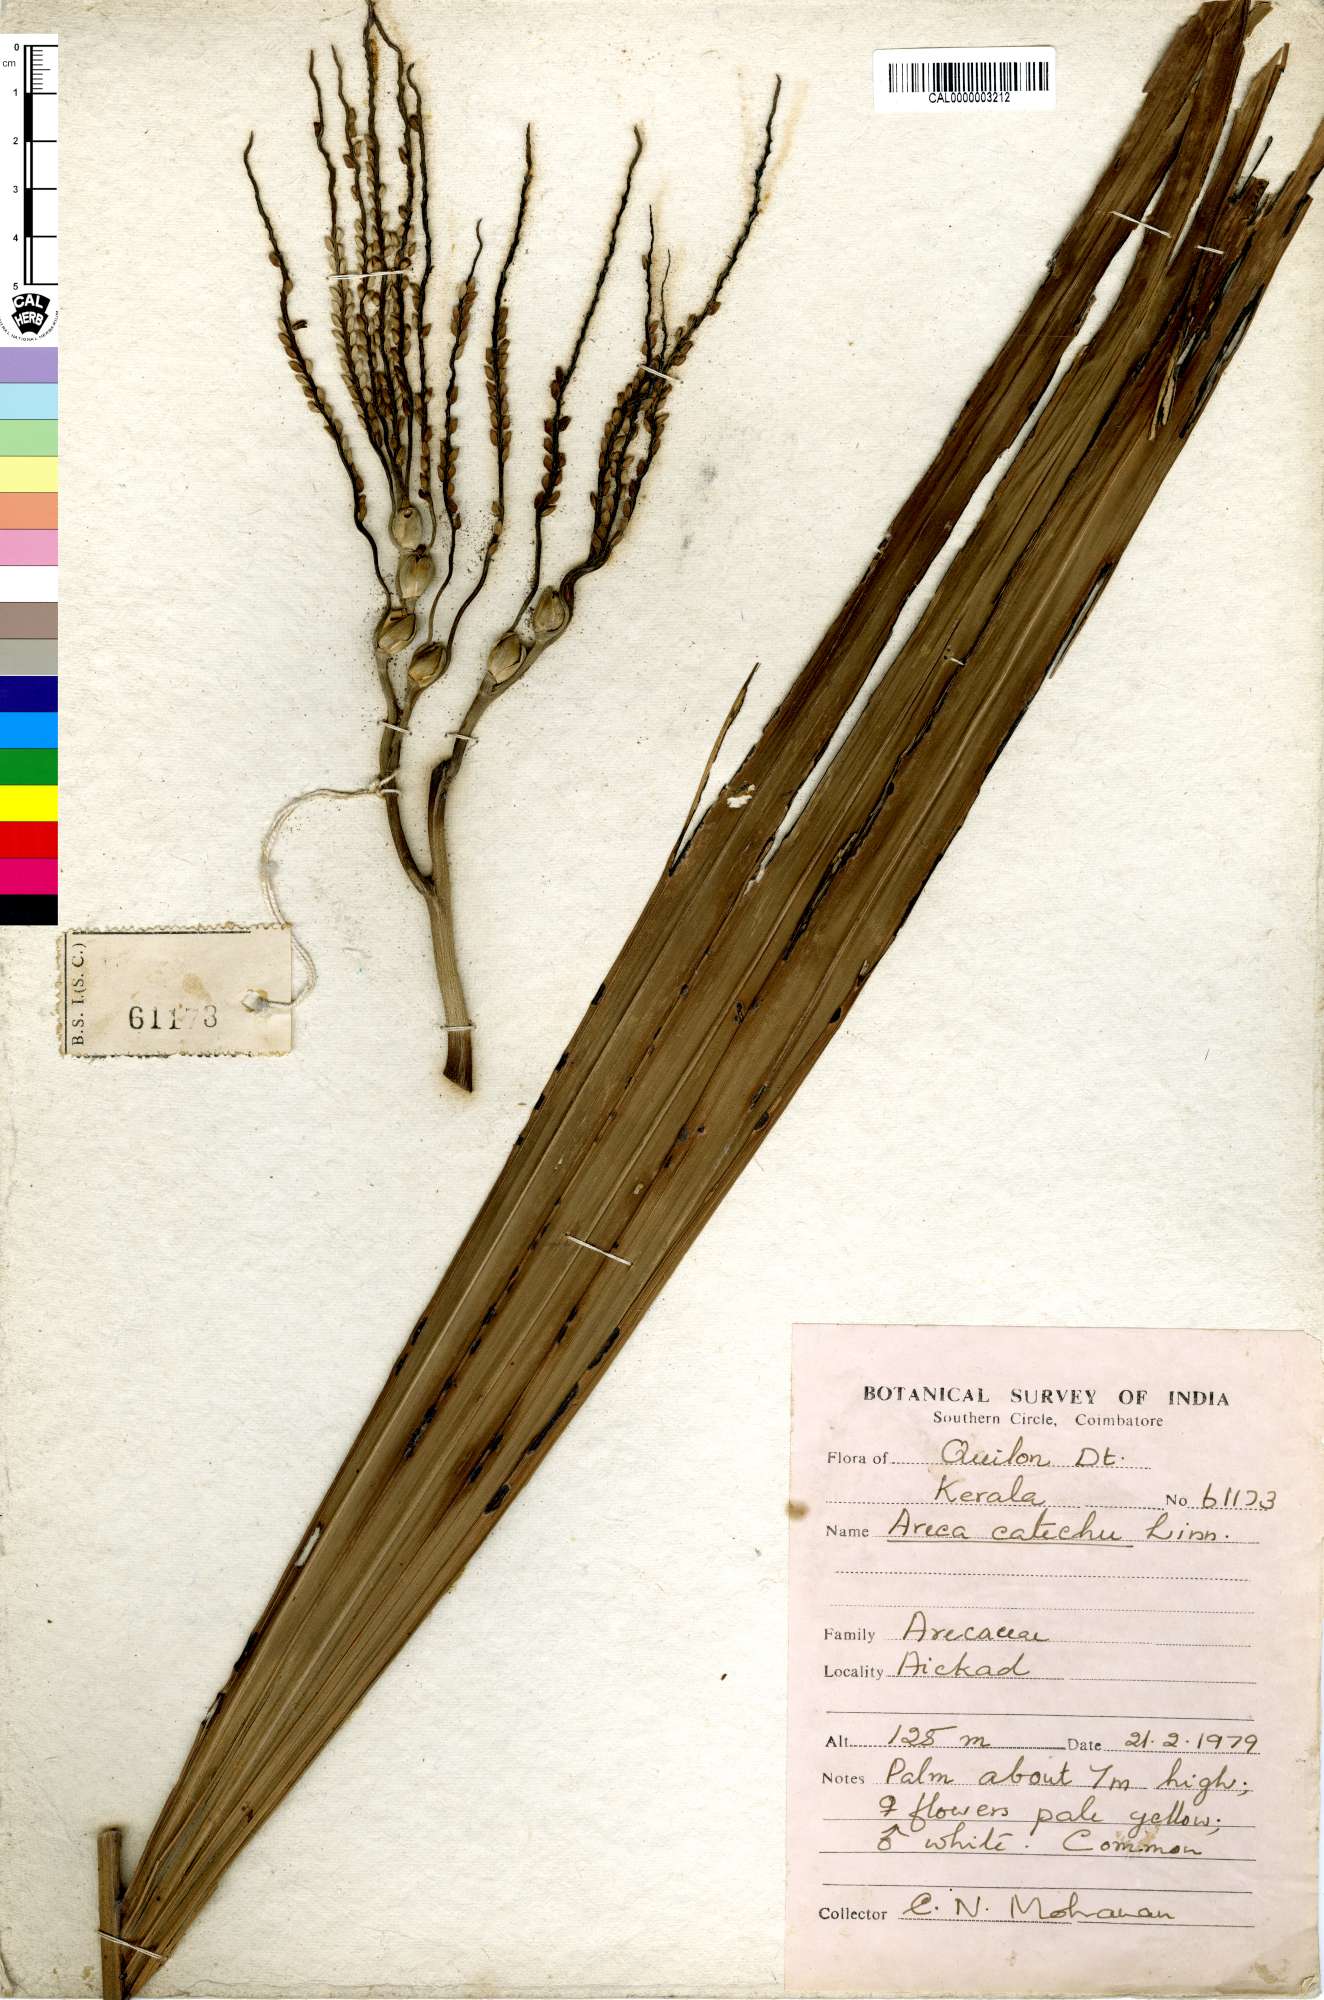 CAL0000003212
0
cm
1
2
3
4
5
CAL
HERB
B. S. I. (S. C.)
61173
BOTANICAL SURVEY OF INDIA
Southern Circle, Coimbatore
Flora of Quilon Dt.
Kerala No 61173
Name Areca catechu Linn.
Family Arecaceae
Locality Aickad
Alt. 125 m Date 21.2.1979
Notes Palm about 7m high;
♀ flowers pale yellow;
♂ white. Common
Collector C. N. Mohanan